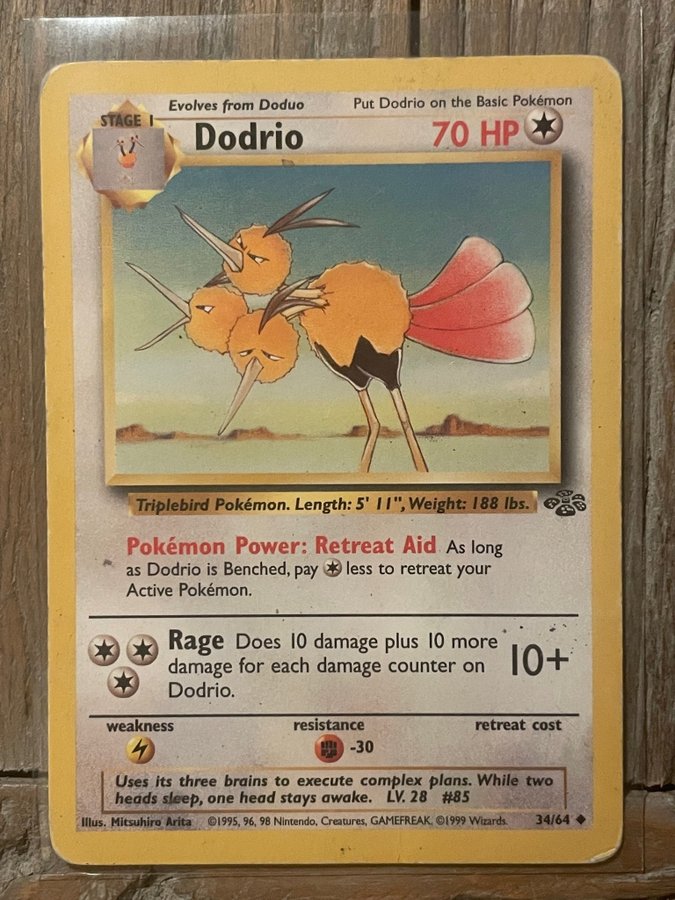 Evolves from Doduo Put Dodrio on the Basic Pokémon
STAGE 1
Dodrio 70 HP
Triplebird Pokémon. Length: 5' 11", Weight: 188 lbs.
Pokémon Power: Retreat Aid As long
as Dodrio is Benched, pay less to retreat your
Active Pokémon.
Rage Does 10 damage plus 10 more
damage for each damage counter on
Dodrio.
10+
weakness resistance retreat cost
-30
Uses its three brains to execute complex plans. While two
heads sleep, one head stays awake. LV. 28 #85
Illus. Mitsuhiro Arita ©1995, 96, 98 Nintendo, Creatures, GAMEFREAK. ©1999 Wizards. 34/64